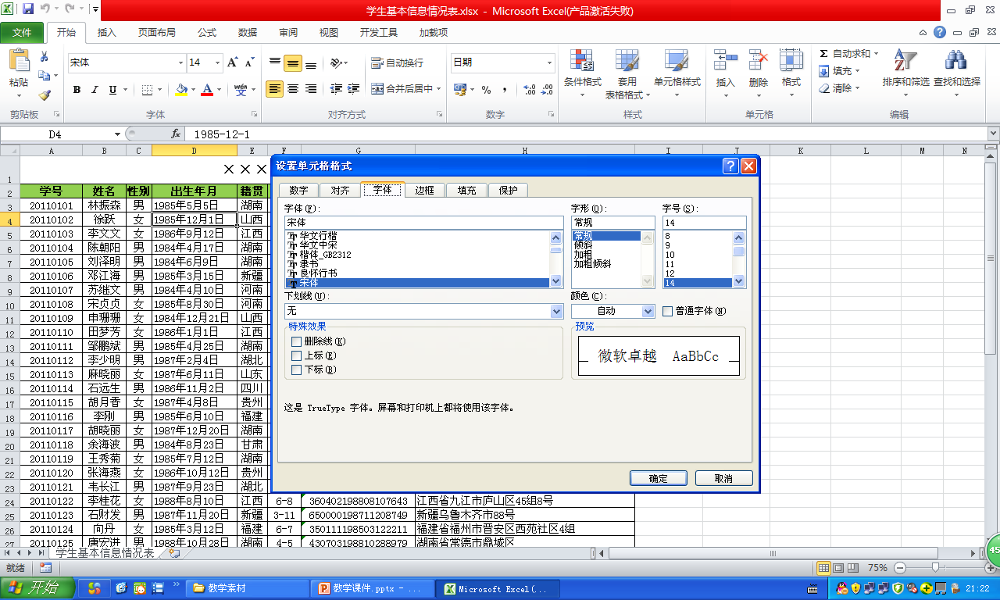 学生基本信息情况表.xlsx - Microsoft Excel(产品激活失败)
文件 开始 插入 页面布局 公式 数据 审阅 视图 开发工具 加载项
宋体 14 自动换行 日期 Σ 自动求和
粘贴 条件格式 套用 单元格样式 插入 删除 格式 填充 排序和筛选 查找和选择
B I U A wén 文 合并后居中 % , 表格格式 清除
剪贴板 字体 对齐方式 数字 样式 单元格 编辑
D4 fx 1985-12-1
A B C D E F G H I J K L M N
1 ×××
2 学号 姓名 性别 出生年月 籍贯
3 20110101 林振森 男 1985年5月5日 湖南
4 20110102 徐跃 女 1985年12月1日 山西
5 20110103 李文文 女 1986年9月12日 江西
6 20110104 陈朝阳 男 1984年4月17日 湖南
7 20110105 刘泽明 男 1984年6月9日 湖南
8 20110106 邓江海 男 1985年3月15日 新疆
9 20110107 苏继文 男 1984年4月10日 河南
10 20110108 宋贞贞 女 1985年8月30日 河南
11 20110109 申珊珊 女 1984年12月21日 山西
12 20110110 田梦芳 女 1986年1月1日 江西
13 20110111 邹鹏斌 男 1985年4月25日 湖南
14 20110112 李少明 男 1987年2月4日 湖北
15 20110113 麻晓丽 女 1987年6月11日 山东
16 20110114 石远生 男 1986年11月2日 四川
17 20110115 胡月香 女 1987年4月8日 贵州
18 20110116 李刚 男 1985年6月10日 福建
19 20110117 胡晓丽 女 1987年12月20日 湖南
20 20110118 余海波 男 1984年8月23日 甘肃
21 20110119 王秀菊 女 1985年7月12日 湖南
22 20110120 张海燕 女 1986年10月12日 贵州
23 20110121 韦长江 男 1987年9月23日 湖北
24 20110122 李桂花 女 1988年8月10日 江西 6-8 360402198808107643 江西省九江市庐山区45组8号
25 20110123 石财发 男 1987年11月20日 新疆 3-11 650000198711208749 新疆乌鲁木齐市88号
26 20110124 向丹 女 1985年3月12日 福建 6-7 350111198503122211 福建省福州市晋安区西苑社区4组
27 20110125 唐宏进 男 1988年10月28日 湖南 4-5 430703198810288979 湖南省常德市鼎城区
设置单元格格式
数字 对齐 字体 边框 填充 保护
字体(F): 字形(O): 字号(S):
宋体 常规 14
华文行楷 常规 8
华文中宋 倾斜 9
楷体_GB2312 加粗 10
隶书 加粗倾斜 11
良怀行书 12
宋体 14
下划线(U): 颜色(C):
无 自动 普通字体(N)
特殊效果 预览
删除线(K)
上标(E) 微软卓越 AaBbCc
下标(B)
这是 TrueType 字体。屏幕和打印机上都将使用该字体。
确定 取消
学生基本信息情况表
就绪 75%
45
开始 教学素材 教学课件.pptx - ... Microsoft Excel(... 21:22